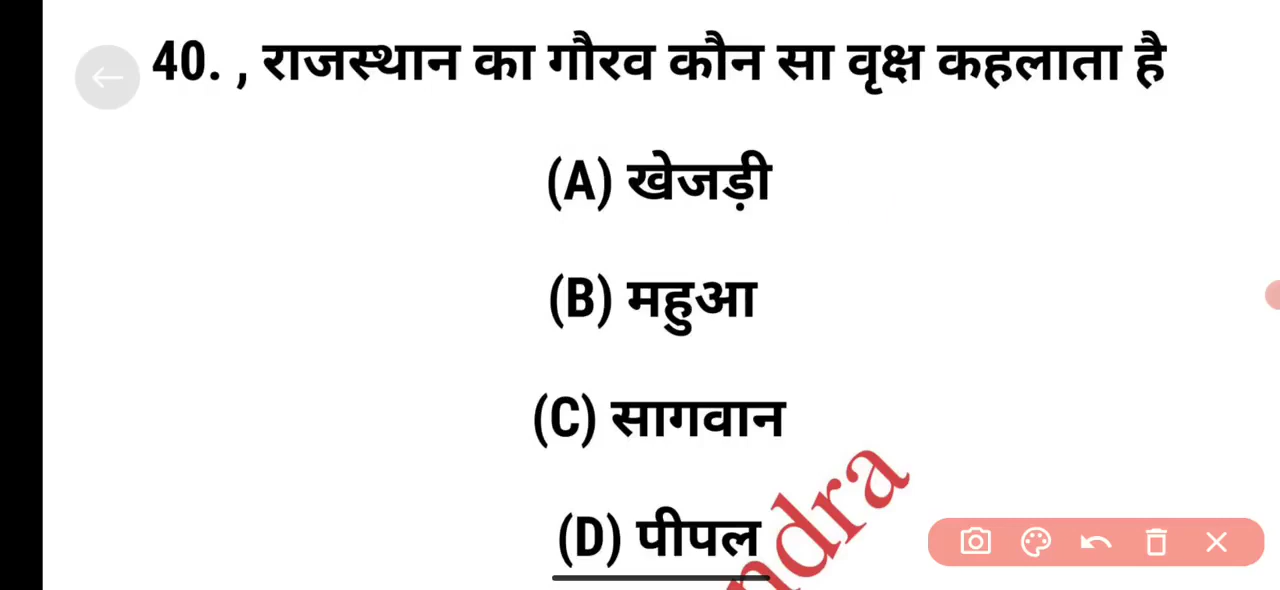 40. , राजस्थान का गौरव कौन सा वृक्ष कहलाता है
(A) खेजड़ी
(B) महुआ
(C) सागवान
(D) पीपल